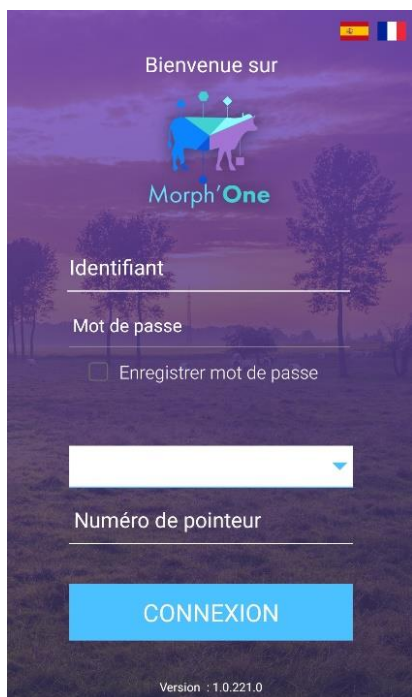 Bienvenue sur
Morph'One
Identifiant
Mot de passe
Enregistrer mot de passe
Numéro de pointeur
CONNEXION
Version : 1.0.221.0